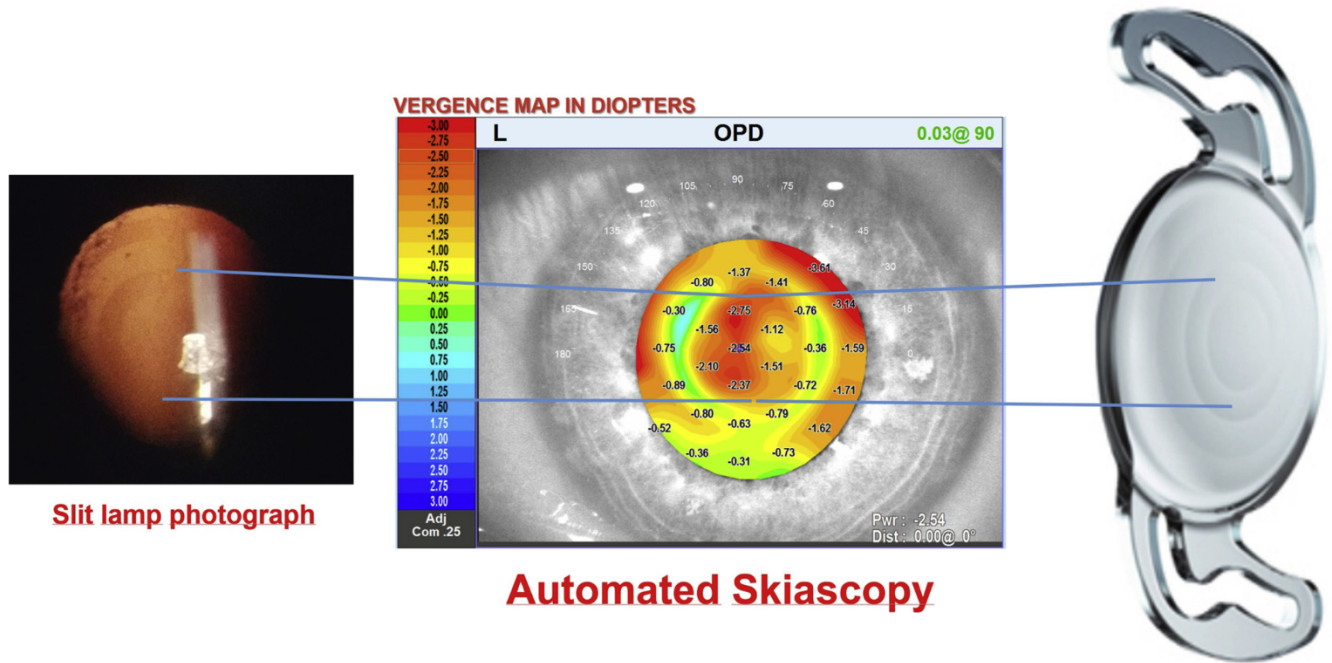 VERGENCE MAP IN DIOPTERS
L OPD 0.03@ 90
-3.00
-2.75
-2.50
-2.25
-2.00
-1.75
-1.50
-1.25
-1.00
-0.75
-0.50
-0.25
0.00
0.25
0.50
0.75
1.00
1.25
1.50
1.75
2.00
2.25
2.50
2.75
3.00
Adj
Com .25
105 90 75
120 60
135 45
150 30
165 15
180 0
-1.37 -3.61
-0.80 -1.41
-3.14
-0.30 -2.75 -0.76
-1.56 -1.12
-0.75 -2.54 -0.36 -1.59
-2.10 -1.51
-0.89 -2.37 -0.72 -1.71
-0.80 -0.79
-0.52 -0.63 -1.62
-0.36 -0.31 -0.73
Pwr : -2.54
Dist : 0.00@ 0°
Slit lamp photograph
Automated Skiascopy